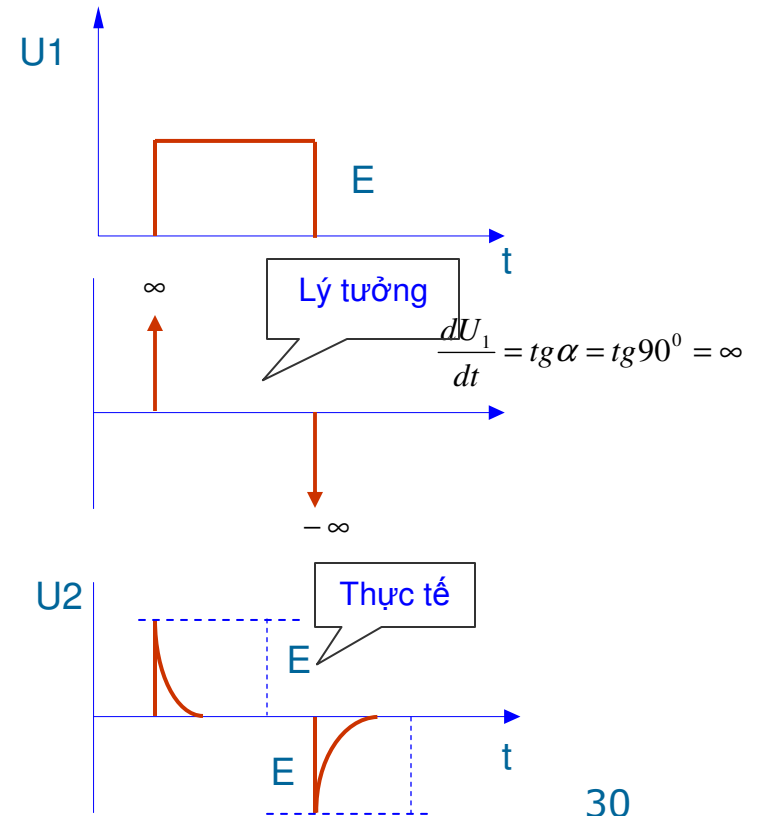 U1
E
t
∞
Lý tưởng
dU₁/dt = tgα = tg90⁰ = ∞
− ∞
U2
Thực tế
E
E
t
30